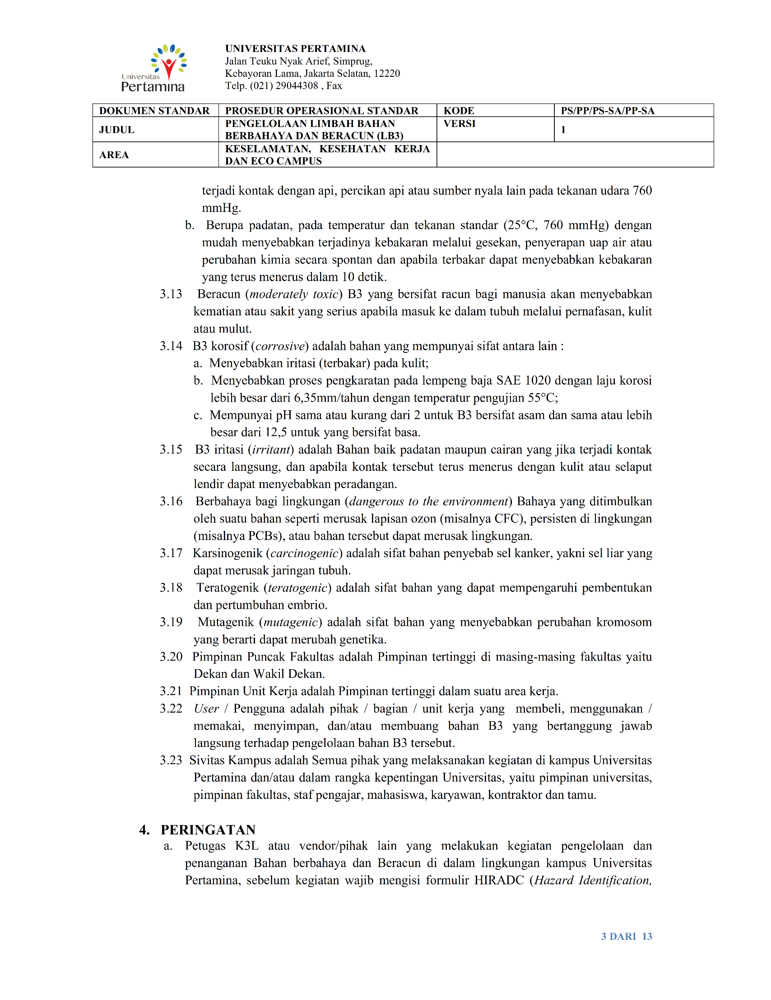 Universitas
Pertamina
UNIVERSITAS PERTAMINA
Jalan Teuku Nyak Arief, Simprug,
Kebayoran Lama, Jakarta Selatan, 12220
Telp. (021) 29044308 , Fax
DOKUMEN STANDAR PROSEDUR OPERASIONAL STANDAR KODE PS/PP/PS-SA/PP-SA
JUDUL PENGELOLAAN LIMBAH BAHAN BERBAHAYA DAN BERACUN (LB3) VERSI 1
AREA KESELAMATAN, KESEHATAN KERJA DAN ECO CAMPUS
terjadi kontak dengan api, percikan api atau sumber nyala lain pada tekanan udara 760
mmHg.
b. Berupa padatan, pada temperatur dan tekanan standar (25°C, 760 mmHg) dengan
mudah menyebabkan terjadinya kebakaran melalui gesekan, penyerapan uap air atau
perubahan kimia secara spontan dan apabila terbakar dapat menyebabkan kebakaran
yang terus menerus dalam 10 detik.
3.13 Beracun (moderately toxic) B3 yang bersifat racun bagi manusia akan menyebabkan
kematian atau sakit yang serius apabila masuk ke dalam tubuh melalui pernafasan, kulit
atau mulut.
3.14 B3 korosif (corrosive) adalah bahan yang mempunyai sifat antara lain :
a. Menyebabkan iritasi (terbakar) pada kulit;
b. Menyebabkan proses pengkaratan pada lempeng baja SAE 1020 dengan laju korosi
lebih besar dari 6,35mm/tahun dengan temperatur pengujian 55°C;
c. Mempunyai pH sama atau kurang dari 2 untuk B3 bersifat asam dan sama atau lebih
besar dari 12,5 untuk yang bersifat basa.
3.15 B3 iritasi (irritant) adalah Bahan baik padatan maupun cairan yang jika terjadi kontak
secara langsung, dan apabila kontak tersebut terus menerus dengan kulit atau selaput
lendir dapat menyebabkan peradangan.
3.16 Berbahaya bagi lingkungan (dangerous to the environment) Bahaya yang ditimbulkan
oleh suatu bahan seperti merusak lapisan ozon (misalnya CFC), persisten di lingkungan
(misalnya PCBs), atau bahan tersebut dapat merusak lingkungan.
3.17 Karsinogenik (carcinogenic) adalah sifat bahan penyebab sel kanker, yakni sel liar yang
dapat merusak jaringan tubuh.
3.18 Teratogenik (teratogenic) adalah sifat bahan yang dapat mempengaruhi pembentukan
dan pertumbuhan embrio.
3.19 Mutagenik (mutagenic) adalah sifat bahan yang menyebabkan perubahan kromosom
yang berarti dapat merubah genetika.
3.20 Pimpinan Puncak Fakultas adalah Pimpinan tertinggi di masing-masing fakultas yaitu
Dekan dan Wakil Dekan.
3.21 Pimpinan Unit Kerja adalah Pimpinan tertinggi dalam suatu area kerja.
3.22 User / Pengguna adalah pihak / bagian / unit kerja yang membeli, menggunakan /
memakai, menyimpan, dan/atau membuang bahan B3 yang bertanggung jawab
langsung terhadap pengelolaan bahan B3 tersebut.
3.23 Sivitas Kampus adalah Semua pihak yang melaksanakan kegiatan di kampus Universitas
Pertamina dan/atau dalam rangka kepentingan Universitas, yaitu pimpinan universitas,
pimpinan fakultas, staf pengajar, mahasiswa, karyawan, kontraktor dan tamu.
4. PERINGATAN
a. Petugas K3L atau vendor/pihak lain yang melakukan kegiatan pengelolaan dan
penanganan Bahan berbahaya dan Beracun di dalam lingkungan kampus Universitas
Pertamina, sebelum kegiatan wajib mengisi formulir HIRADC (Hazard Identification,
3 DARI 13